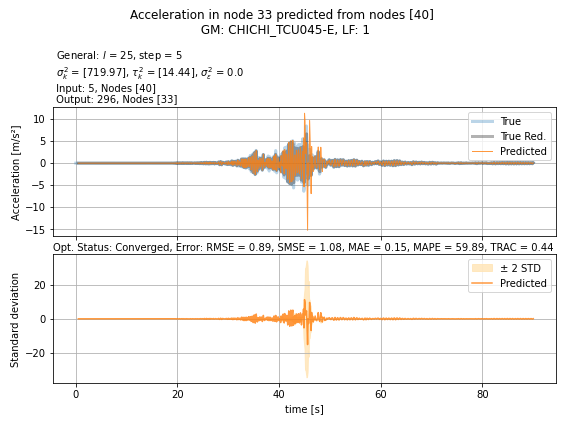 Acceleration in node 33 predicted from nodes [40]
GM: CHICHI_TCU045-E, LF: 1
General: l = 25, step = 5
σ²ₖ = [719.97], τ²ₖ = [14.44], σ²ε = 0.0
Input: 5, Nodes [40]
Output: 296, Nodes [33]
10
5
0
−5
−10
−15
Acceleration [m/s²]
True
True Red.
Predicted
Opt. Status: Converged, Error: RMSE = 0.89, SMSE = 1.08, MAE = 0.15, MAPE = 59.89, TRAC = 0.44
20
0
−20
Standard deviation
± 2 STD
Predicted
0 20 40 60 80
time [s]